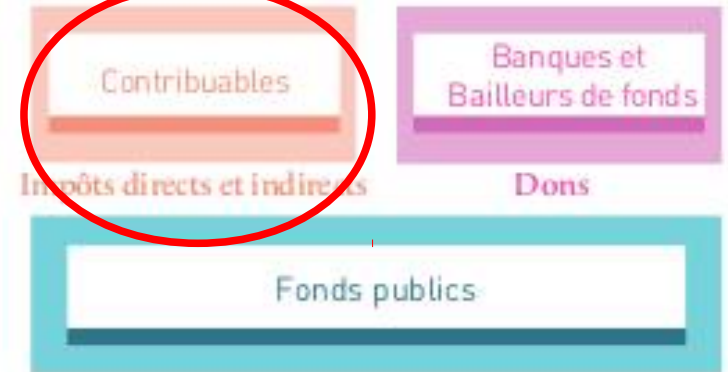 Contribuables
Banques et
Bailleurs de fonds
Impôts directs et indirects
Dons
Fonds publics